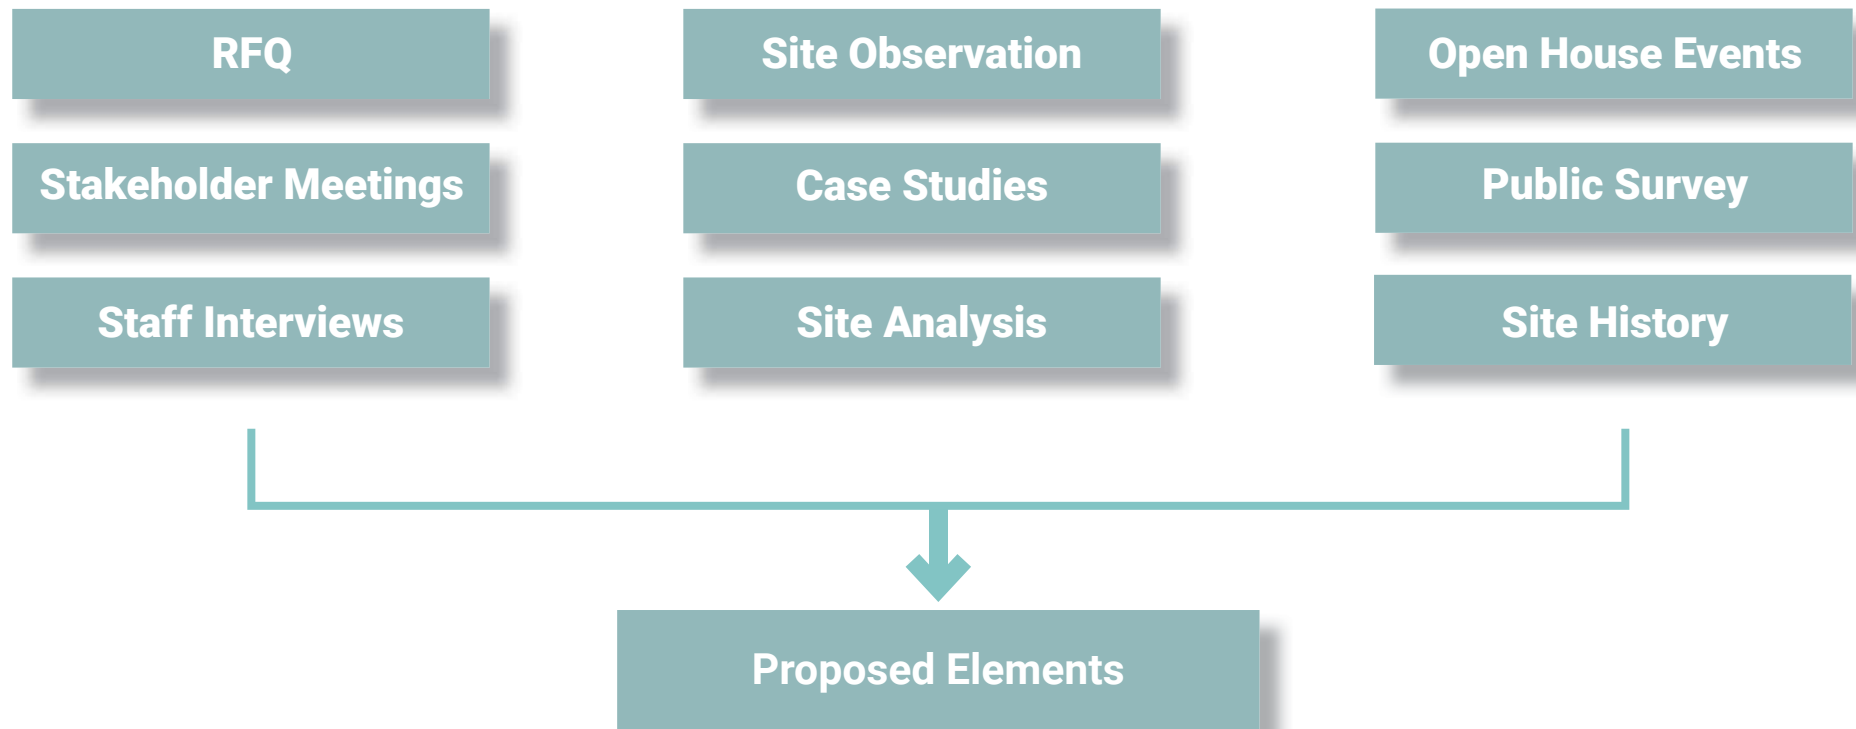 RFQ
Site Observation
Open House Events
Stakeholder Meetings
Case Studies
Public Survey
Staff Interviews
Site Analysis
Site History
Proposed Elements